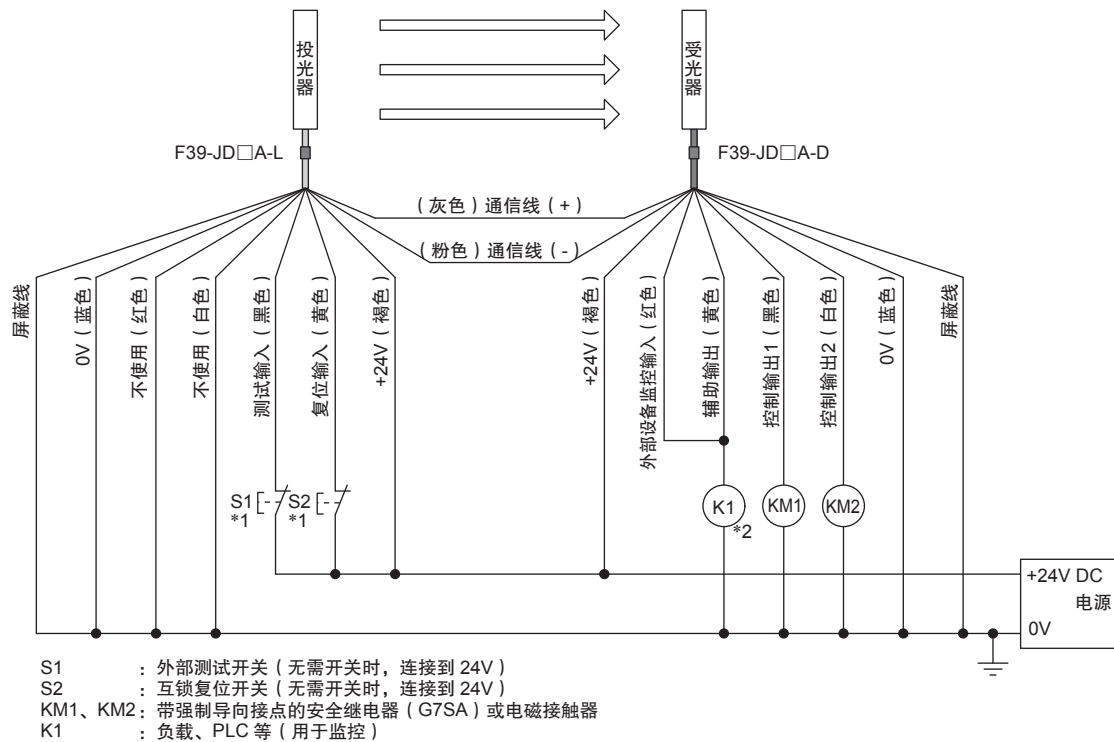 投光器
受光器
F39-JD□A-L
F39-JD□A-D
(灰色)通信线(+)
(粉色)通信线(-)
屏蔽线
0V(蓝色)
不使用(红色)
不使用(白色)
测试输入(黑色)
复位输入(黄色)
+24V(褐色)
+24V(褐色)
外部设备监控输入(红色)
辅助输出(黄色)
控制输出1(黑色)
控制输出2(白色)
0V(蓝色)
屏蔽线
S1
*1
S2
*1
K1
*2
KM1
KM2
+24V DC
电源
0V
S1 : 外部测试开关(无需开关时,连接到 24V)
S2 : 互锁复位开关(无需开关时,连接到 24V)
KM1、KM2: 带强制导向接点的安全继电器(G7SA)或电磁接触器
K1 : 负载、PLC 等(用于监控)